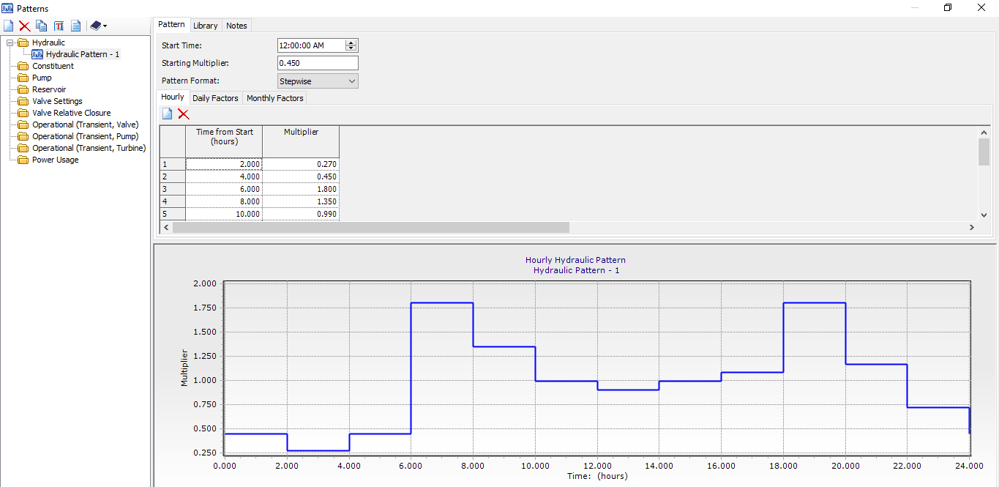 Patterns
Hydraulic
Hydraulic Pattern - 1
Constituent
Pump
Reservoir
Valve Settings
Valve Relative Closure
Operational (Transient, Valve)
Operational (Transient, Pump)
Operational (Transient, Turbine)
Power Usage
Pattern Library Notes
Start Time: 12:00:00 AM
Starting Multiplier: 0.450
Pattern Format: Stepwise
Hourly Daily Factors Monthly Factors
Time from Start Multiplier
(hours)
1 2.000 0.270
2 4.000 0.450
3 6.000 1.800
4 8.000 1.350
5 10.000 0.990
Hourly Hydraulic Pattern
Hydraulic Pattern - 1
Multiplier
2.000
1.750
1.500
1.250
1.000
0.750
0.500
0.250
0.000 2.000 4.000 6.000 8.000 10.000 12.000 14.000 16.000 18.000 20.000 22.000 24.000
Time: (hours)